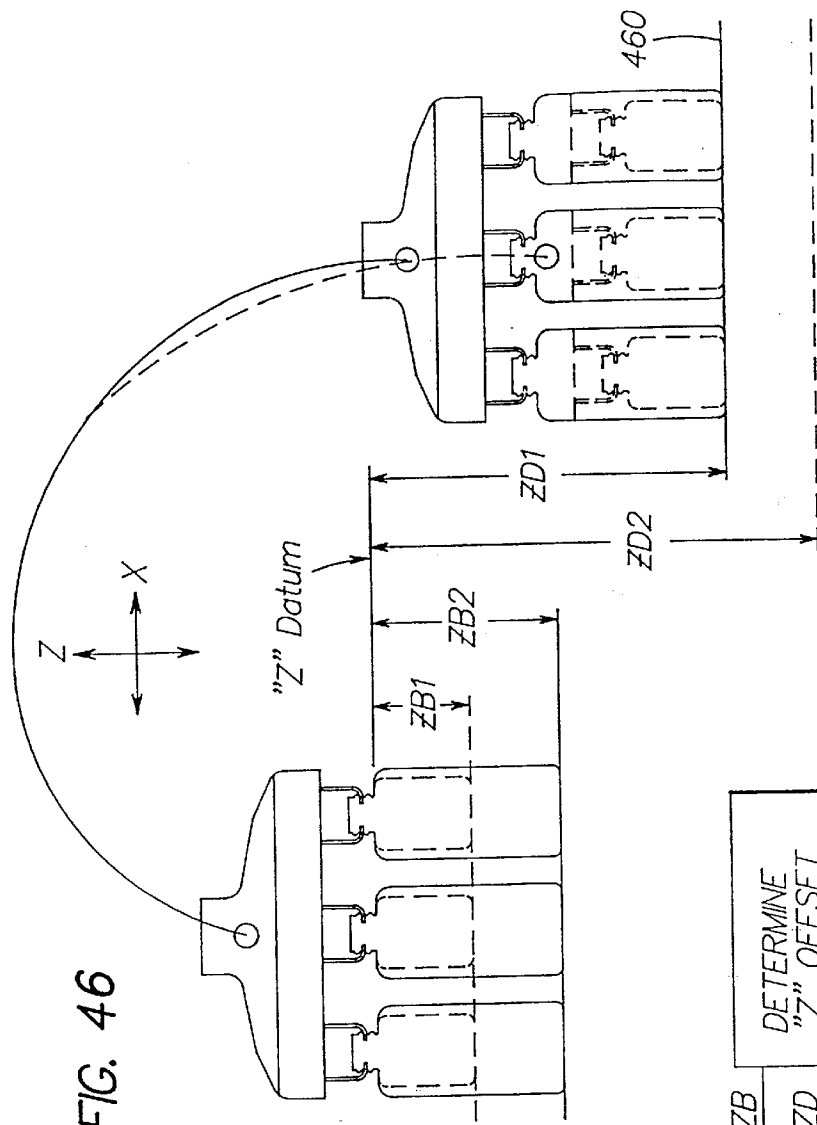 FIG. 46
Z
X
"Z" Datum
ZB1
ZB2
ZD1
ZD2
460
ZB
ZD
DETERMINE
"Z" OFFSET